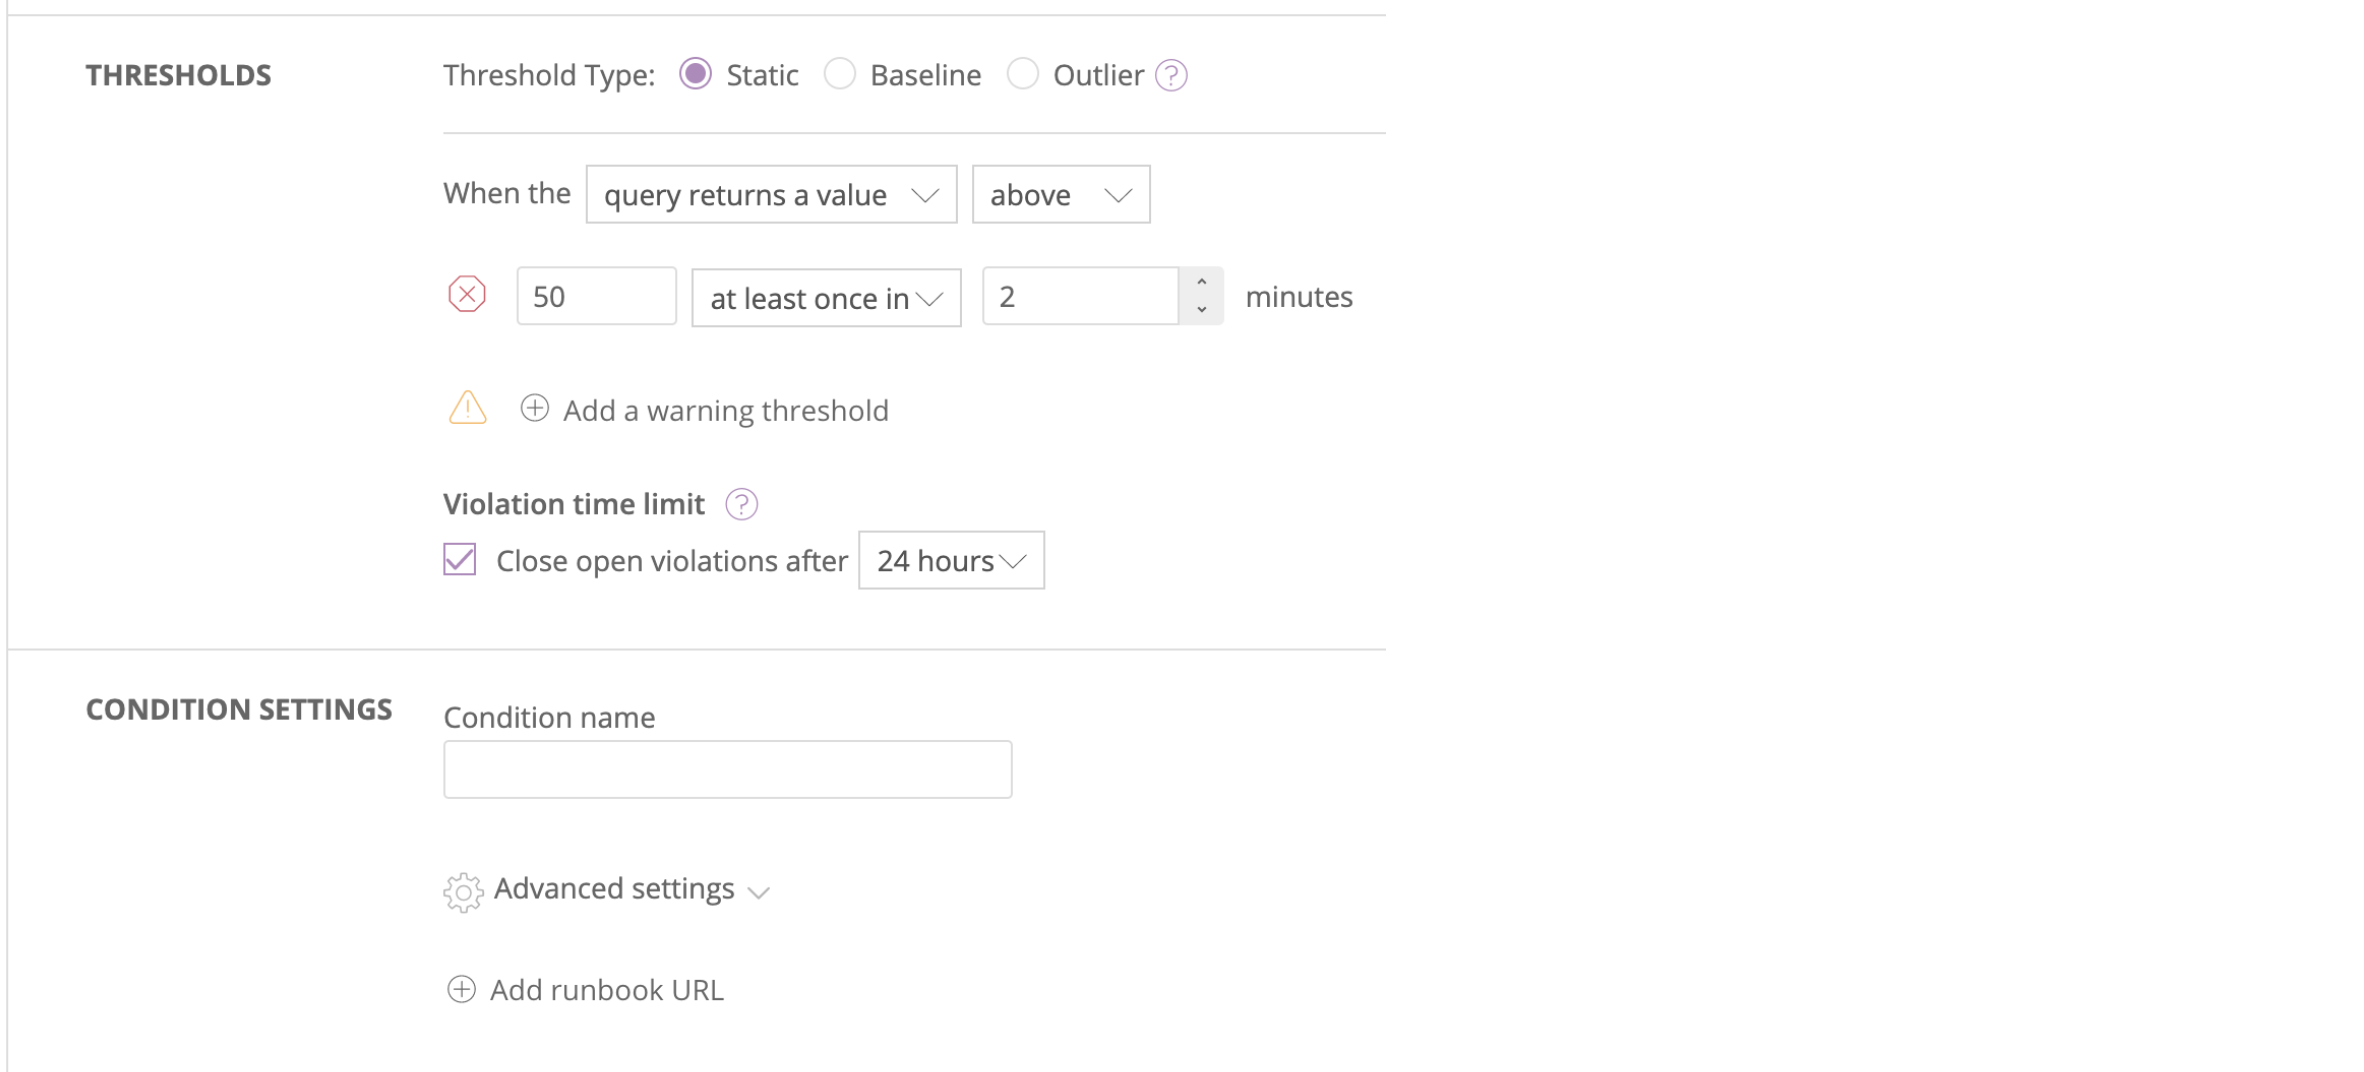 THRESHOLDS
Threshold Type: Static Baseline Outlier ?
When the query returns a value above
50 at least once in 2 minutes
Add a warning threshold
Violation time limit ?
Close open violations after 24 hours
CONDITION SETTINGS
Condition name
Advanced settings
Add runbook URL